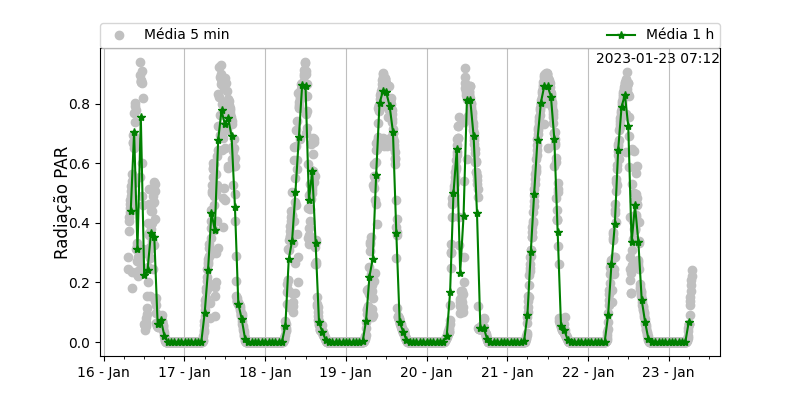 Média 5 min
Média 1 h
2023-01-23 07:12
Radiação PAR
0.8
0.6
0.4
0.2
0.0
16 - Jan
17 - Jan
18 - Jan
19 - Jan
20 - Jan
21 - Jan
22 - Jan
23 - Jan